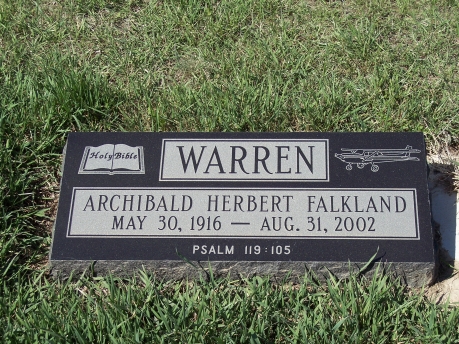 Holy Bible
WARREN
ARCHIBALD HERBERT FALKLAND
MAY 30, 1916 — AUG. 31, 2002
PSALM 119:105